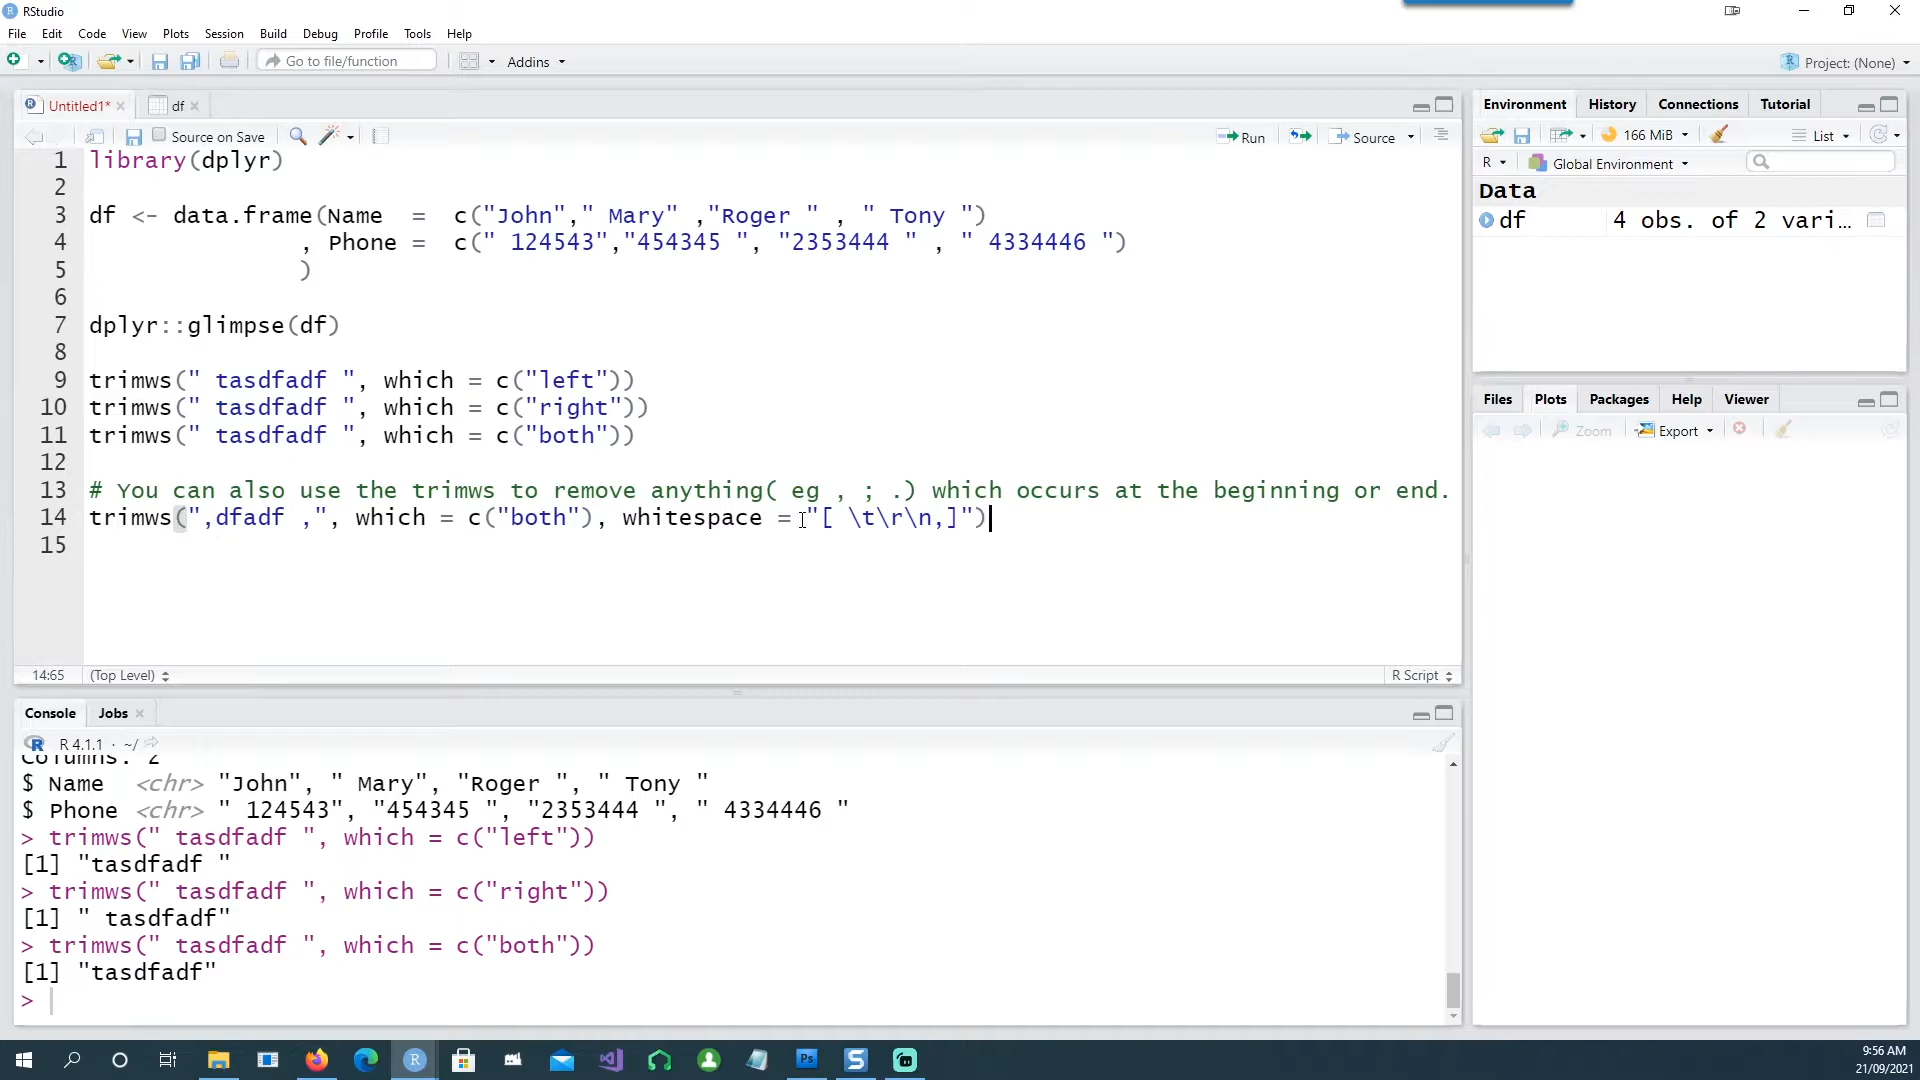 RStudio
File Edit Code View Plots Session Build Debug Profile Tools Help
Go to file/function Addins Project: (None)
Untitled1* df
Source on Save Run Source
1 library(dplyr)
2
3 df <- data.frame(Name  =  c("John"," Mary" ,"Roger " , " Tony ")
4 , Phone =  c(" 124543","454345 ", "2353444 " , " 4334446 ")
5 )
6
7 dplyr::glimpse(df)
8
9 trimws(" tasdfadf ", which = c("left"))
10 trimws(" tasdfadf ", which = c("right"))
11 trimws(" tasdfadf ", which = c("both"))
12
13 # You can also use the trimws to remove anything( eg , ; .) which occurs at the beginning or end.
14 trimws(",dfadf ,", which = c("both"), whitespace = "[ \t\r\n,]")
15
14:65 (Top Level) R Script
Console Jobs
R 4.1.1 · ~/
Columns: 2
$ Name  <chr> "John", " Mary", "Roger ", " Tony "
$ Phone <chr> " 124543", "454345 ", "2353444 ", " 4334446 "
> trimws(" tasdfadf ", which = c("left"))
[1] "tasdfadf "
> trimws(" tasdfadf ", which = c("right"))
[1] " tasdfadf"
> trimws(" tasdfadf ", which = c("both"))
[1] "tasdfadf"
>
Environment History Connections Tutorial
166 MiB List
R Global Environment
Data
df 4 obs. of 2 vari…
Files Plots Packages Help Viewer
Zoom Export
9:56 AM
21/09/2021